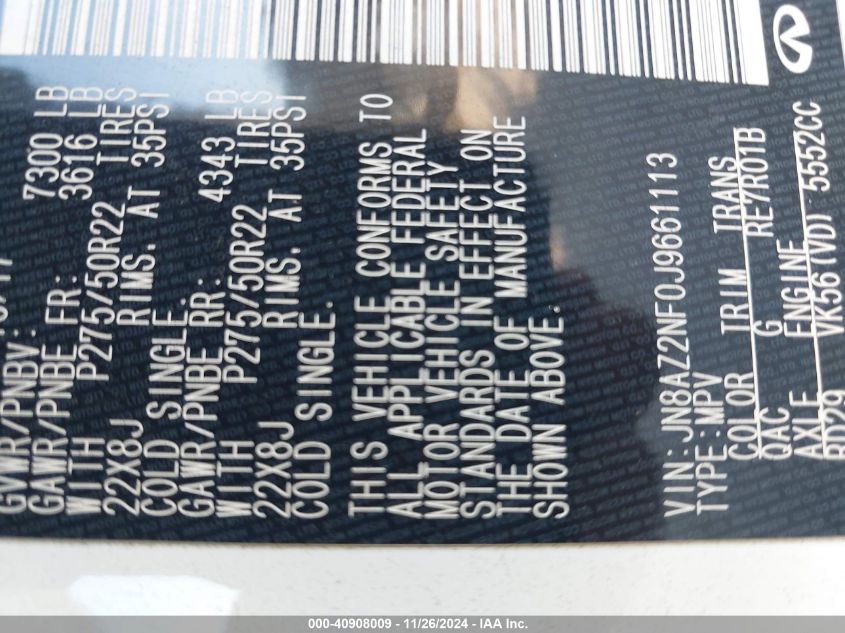 GVWR/PNBV: 7300 LB
GAWR/PNBE FR: 3616 LB
WITH P275/50R22 TIRES
22X8J RIMS. AT 35PSI
COLD SINGLE.
GAWR/PNBE RR: 4343 LB
WITH P275/50R22 TIRES
22X8J RIMS. AT 35PSI
COLD SINGLE.
THIS VEHICLE CONFORMS TO
ALL APPLICABLE FEDERAL
MOTOR VEHICLE SAFETY
STANDARDS IN EFFECT ON
THE DATE OF MANUFACTURE
SHOWN ABOVE.
VIN:JN8AZ2NF0J9661113
TYPE:MPV
COLOR TRIM TRANS
QAC G RE7R01B
AXLE ENGINE
RD29 VK56(VD) 5552CC
000-40908009 - 11/26/2024 - IAA Inc.